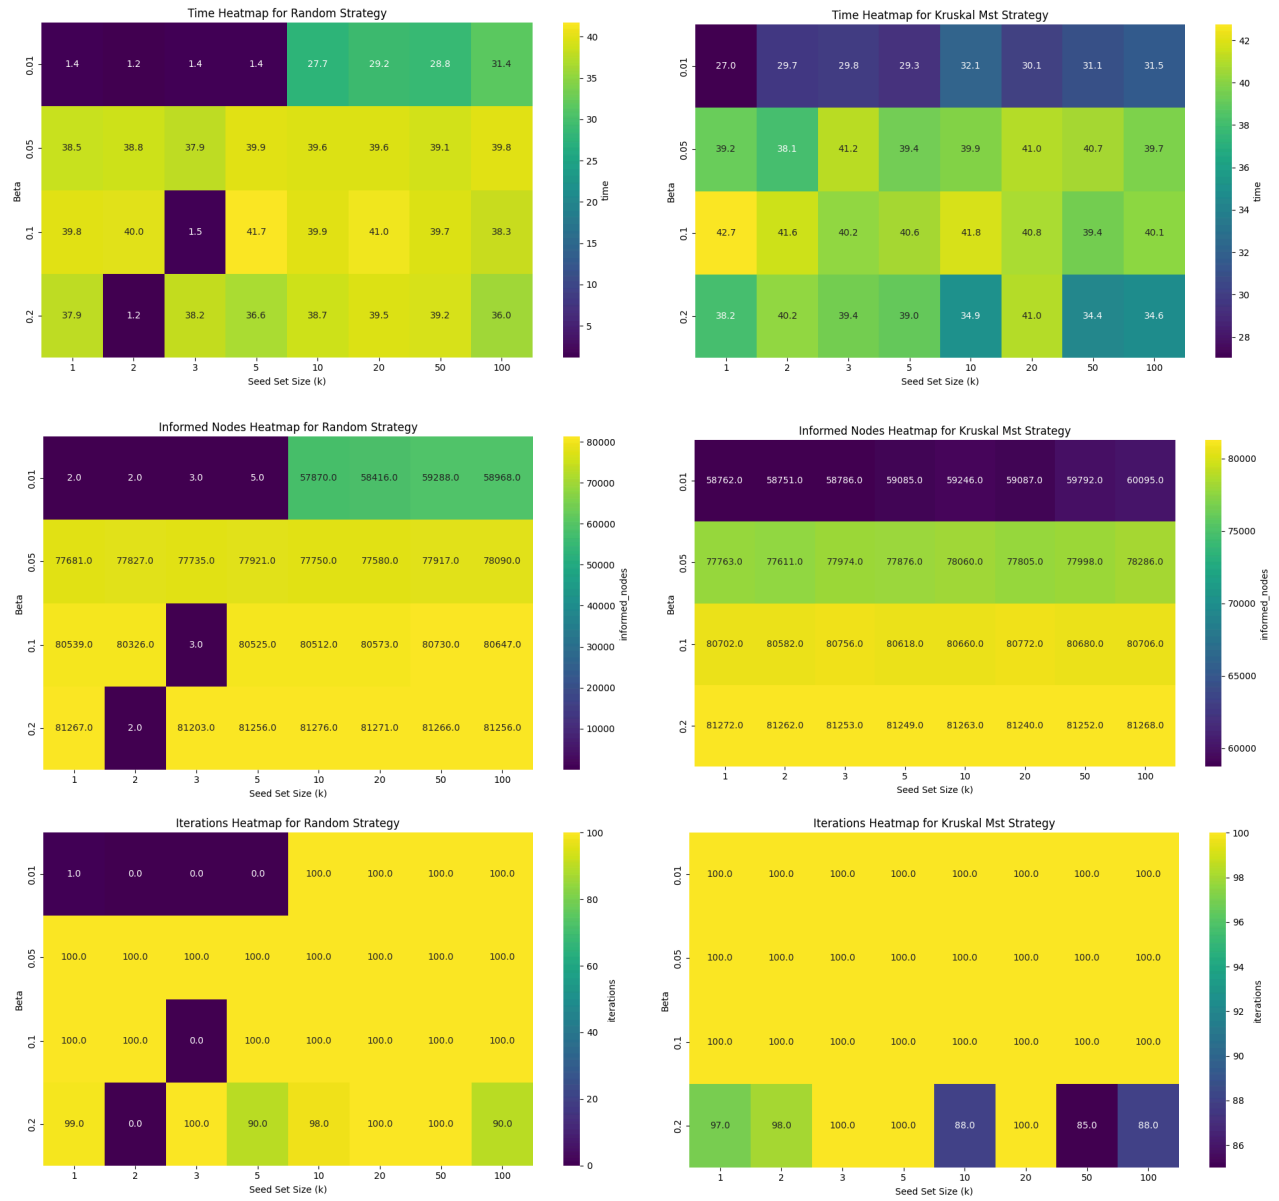 Time Heatmap for Random Strategy
0.01 1.4 1.2 1.4 1.4 27.7 29.2 28.8 31.4
0.05 38.5 38.8 37.9 39.9 39.6 39.6 39.1 39.8
0.1 39.8 40.0 1.5 41.7 39.9 41.0 39.7 38.3
0.2 37.9 1.2 38.2 36.6 38.7 39.5 39.2 36.0
Beta
1 2 3 5 10 20 50 100
Seed Set Size (k)
40
35
30
25
20
15
10
5
time
Time Heatmap for Kruskal Mst Strategy
0.01 27.0 29.7 29.8 29.3 32.1 30.1 31.1 31.5
0.05 39.2 38.1 41.2 39.4 39.9 41.0 40.7 39.7
0.1 42.7 41.6 40.2 40.6 41.8 40.8 39.4 40.1
0.2 38.2 40.2 39.4 39.0 34.9 41.0 34.4 34.6
Beta
1 2 3 5 10 20 50 100
Seed Set Size (k)
42
40
38
36
34
32
30
28
time
Informed Nodes Heatmap for Random Strategy
0.01 2.0 2.0 3.0 5.0 57870.0 58416.0 59288.0 58968.0
0.05 77681.0 77827.0 77735.0 77921.0 77750.0 77580.0 77917.0 78090.0
0.1 80539.0 80326.0 3.0 80525.0 80512.0 80573.0 80730.0 80647.0
0.2 81267.0 2.0 81203.0 81256.0 81276.0 81271.0 81266.0 81256.0
Beta
1 2 3 5 10 20 50 100
Seed Set Size (k)
80000
70000
60000
50000
40000
30000
20000
10000
informed_nodes
Informed Nodes Heatmap for Kruskal Mst Strategy
0.01 58762.0 58751.0 58786.0 59085.0 59246.0 59087.0 59792.0 60095.0
0.05 77763.0 77611.0 77974.0 77876.0 78060.0 77805.0 77998.0 78286.0
0.1 80702.0 80582.0 80756.0 80618.0 80660.0 80772.0 80680.0 80706.0
0.2 81272.0 81262.0 81253.0 81249.0 81263.0 81240.0 81252.0 81268.0
Beta
1 2 3 5 10 20 50 100
Seed Set Size (k)
80000
75000
70000
65000
60000
informed_nodes
Iterations Heatmap for Random Strategy
0.01 1.0 0.0 0.0 0.0 100.0 100.0 100.0 100.0
0.05 100.0 100.0 100.0 100.0 100.0 100.0 100.0 100.0
0.1 100.0 100.0 0.0 100.0 100.0 100.0 100.0 100.0
0.2 99.0 0.0 100.0 90.0 98.0 100.0 100.0 90.0
Beta
1 2 3 5 10 20 50 100
Seed Set Size (k)
100
80
60
40
20
0
iterations
Iterations Heatmap for Kruskal Mst Strategy
0.01 100.0 100.0 100.0 100.0 100.0 100.0 100.0 100.0
0.05 100.0 100.0 100.0 100.0 100.0 100.0 100.0 100.0
0.1 100.0 100.0 100.0 100.0 100.0 100.0 100.0 100.0
0.2 97.0 98.0 100.0 100.0 88.0 100.0 85.0 88.0
Beta
1 2 3 5 10 20 50 100
Seed Set Size (k)
100
98
96
94
92
90
88
86
iterations